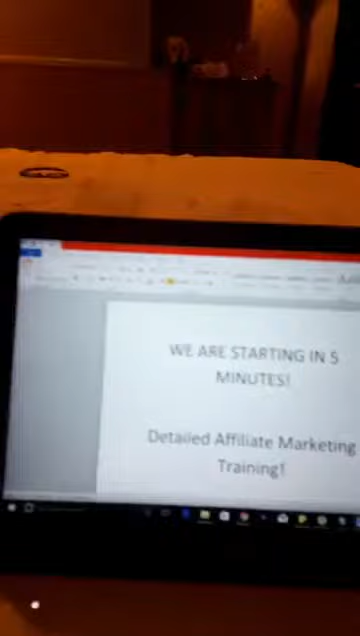 WE ARE STARTING IN 5
MINUTES!
Detailed Affiliate Marketing
Training!